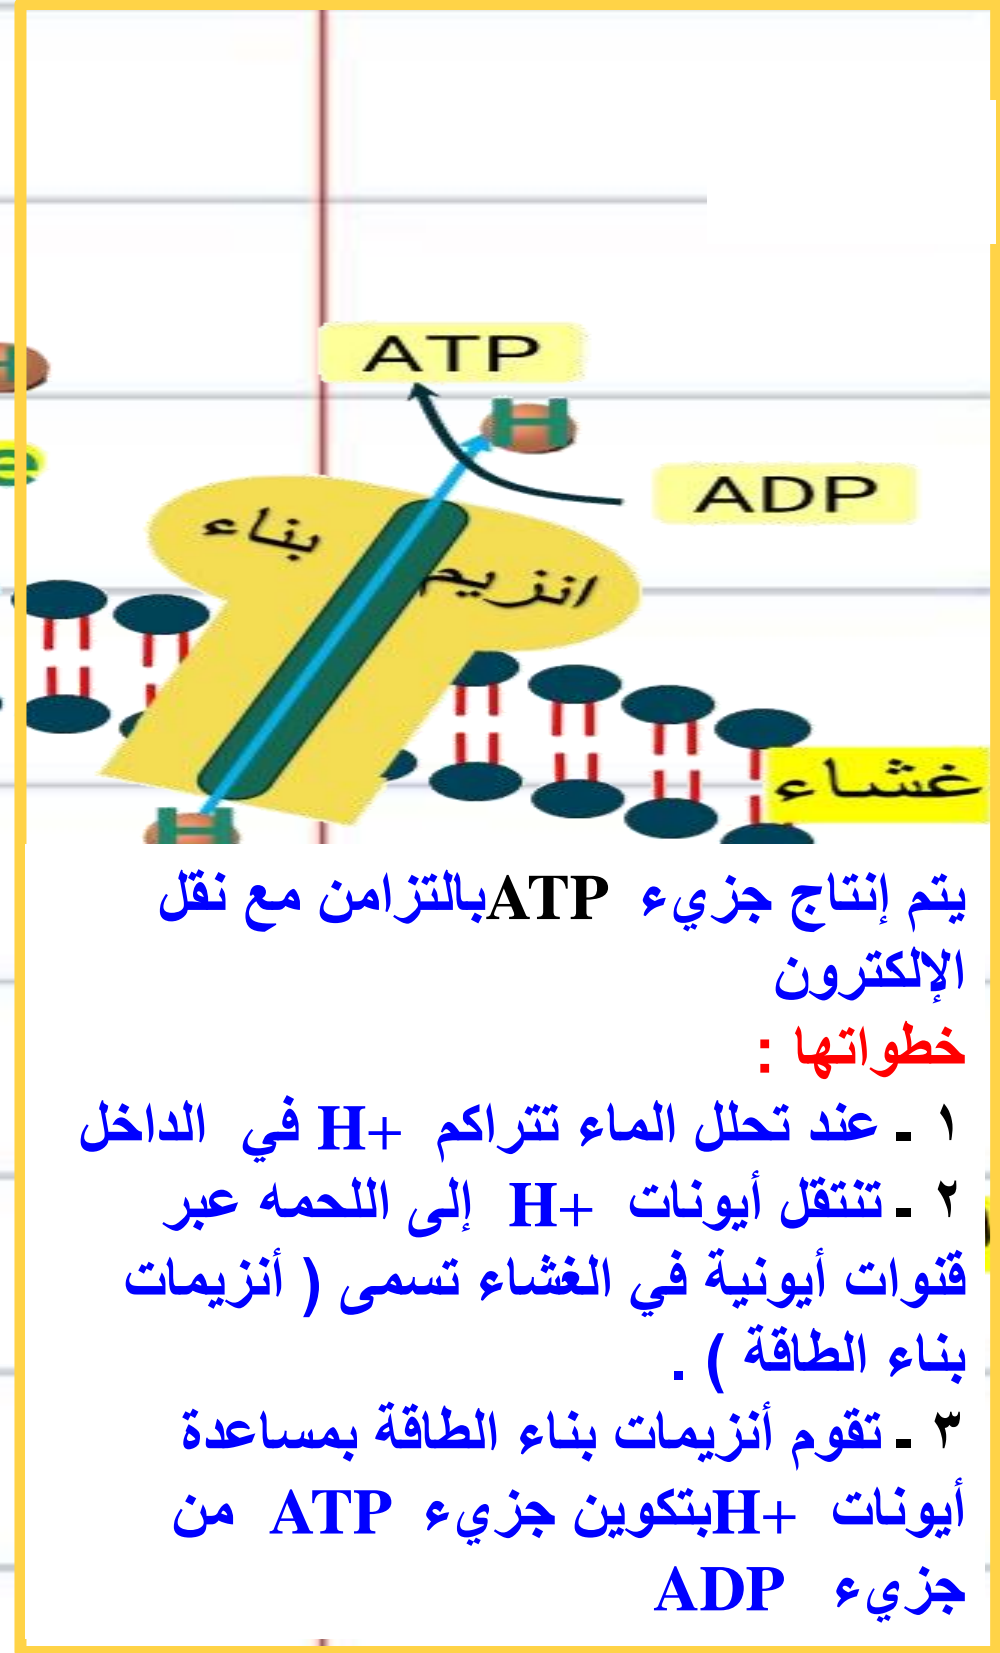 ATP
H
H
ADP
e
بناء
انزيم
غشاء
H
يتم إنتاج جزيء ATPبالتزامن مع نقل
الإلكترون
خطواتها :
١ ـ عند تحلل الماء تتراكم H+ في الداخل
٢ ـ تنتقل أيونات H+ إلى اللحمه عبر
قنوات أيونية في الغشاء تسمى ( أنزيمات
بناء الطاقة ) .
٣ ـ تقوم أنزيمات بناء الطاقة بمساعدة
أيونات H+بتكوين جزيء ATP من
جزيء ADP